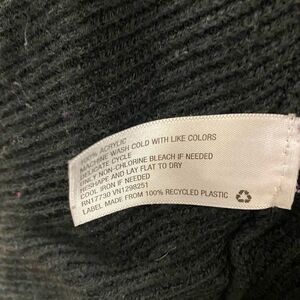 100% ACRYLIC
MACHINE WASH COLD WITH LIKE COLORS
DELICATE CYCLE
ONLY NON-CHLORINE BLEACH IF NEEDED
RESHAPE AND LAY FLAT TO DRY
COOL IRON IF NEEDED
RN17730 VN1298251
LABEL MADE FROM 100% RECYCLED PLASTIC